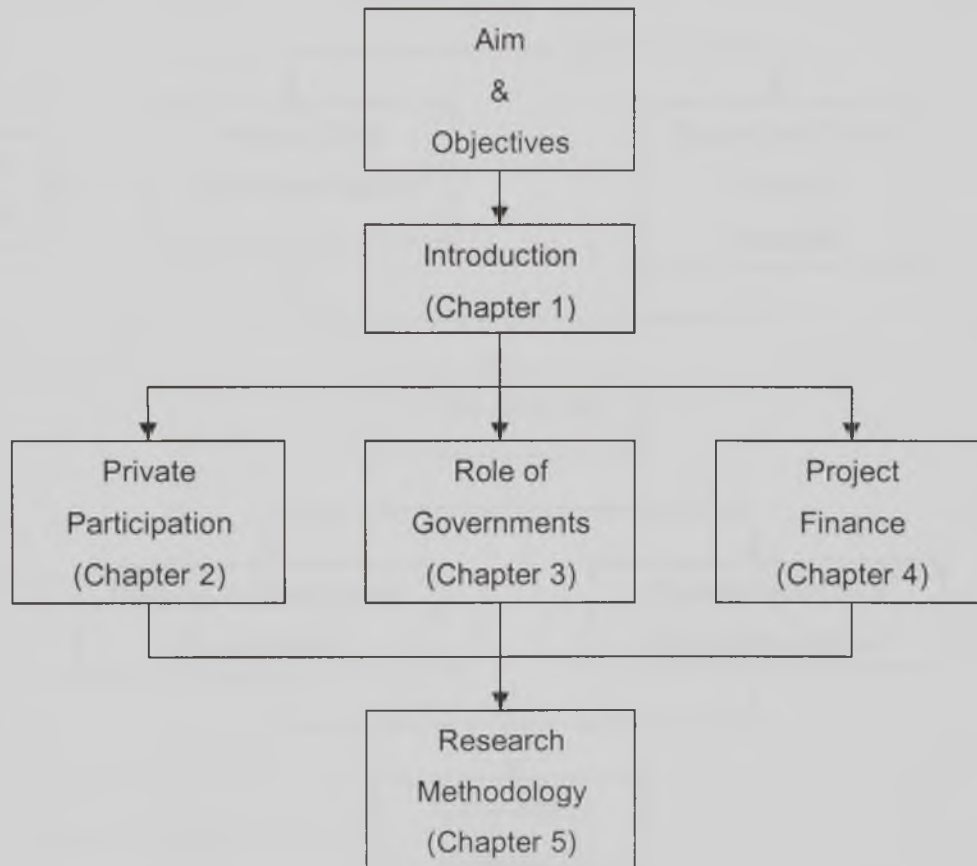 Aim
&
Objectives
Introduction
(Chapter 1)
Private
Participation
(Chapter 2)
Role of
Governments
(Chapter 3)
Project
Finance
(Chapter 4)
Research
Methodology
(Chapter 5)